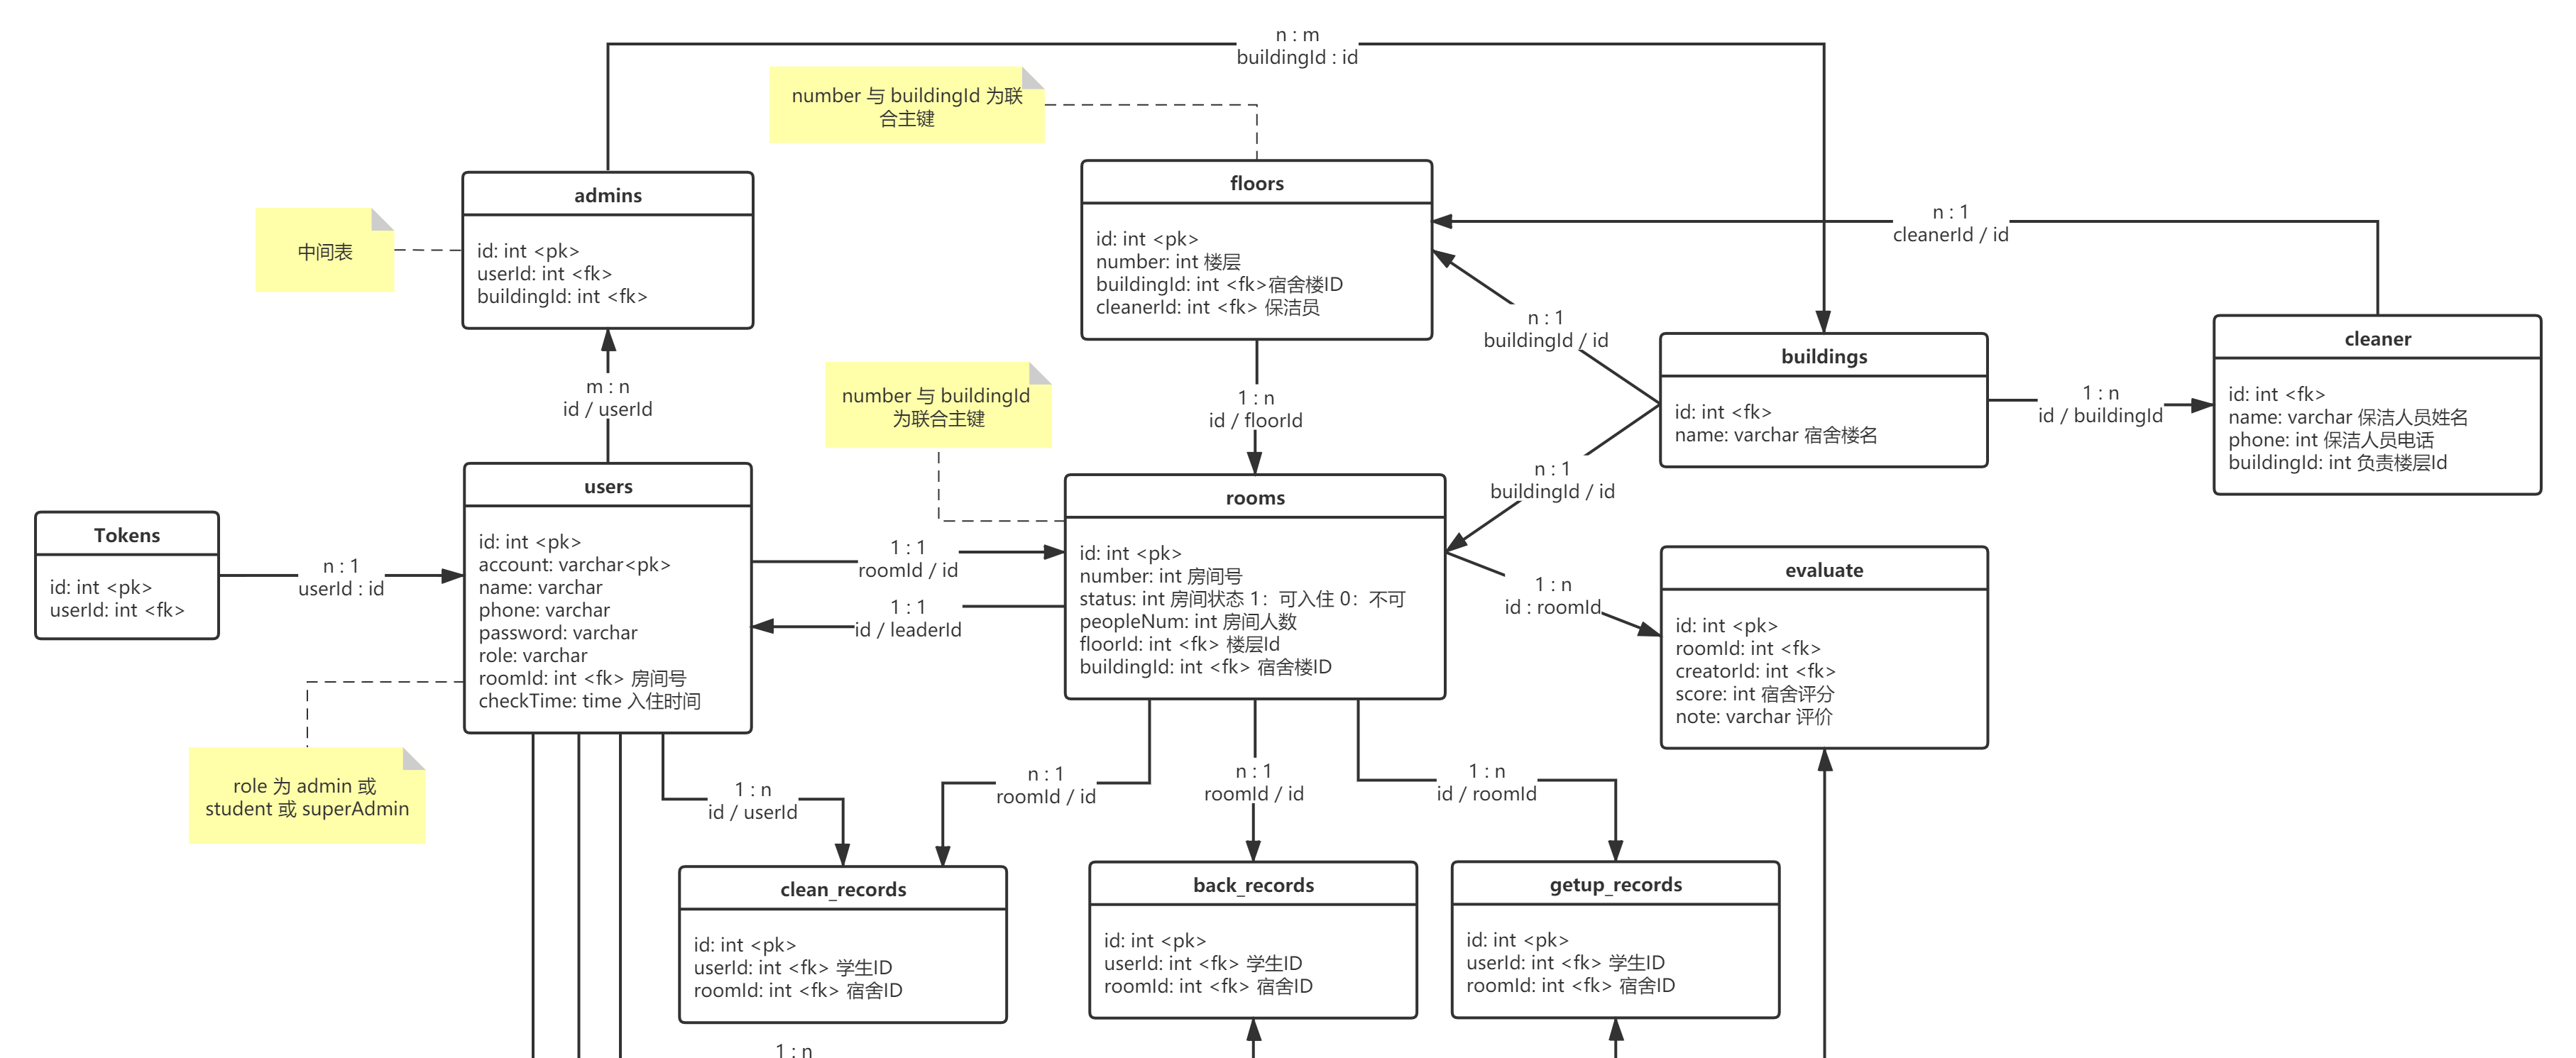 n : m
buildingId : id
number 与 buildingId 为联
合主键
admins
id: int <pk>
userId: int <fk>
buildingId: int <fk>
中间表
floors
id: int <pk>
number: int 楼层
buildingId: int <fk>宿舍楼ID
cleanerId: int <fk> 保洁员
n : 1
cleanerId / id
n : 1
buildingId / id
buildings
id: int <fk>
name: varchar 宿舍楼名
1 : n
id / buildingId
cleaner
id: int <fk>
name: varchar 保洁人员姓名
phone: int 保洁人员电话
buildingId: int 负责楼层Id
m : n
id / userId
number 与 buildingId
为联合主键
1 : n
id / floorId
n : 1
buildingId / id
Tokens
id: int <pk>
userId: int <fk>
n : 1
userId : id
users
id: int <pk>
account: varchar<pk>
name: varchar
phone: varchar
password: varchar
role: varchar
roomId: int <fk> 房间号
checkTime: time 入住时间
1 : 1
roomId / id
1 : 1
id / leaderId
rooms
id: int <pk>
number: int 房间号
status: int 房间状态 1：可入住 0：不可
peopleNum: int 房间人数
floorId: int <fk> 楼层Id
buildingId: int <fk> 宿舍楼ID
1 : n
id : roomId
evaluate
id: int <pk>
roomId: int <fk>
creatorId: int <fk>
score: int 宿舍评分
note: varchar 评价
role 为 admin 或
student 或 superAdmin
1 : n
id / userId
n : 1
roomId / id
n : 1
roomId / id
1 : n
id / roomId
clean_records
id: int <pk>
userId: int <fk> 学生ID
roomId: int <fk> 宿舍ID
back_records
id: int <pk>
userId: int <fk> 学生ID
roomId: int <fk> 宿舍ID
getup_records
id: int <pk>
userId: int <fk> 学生ID
roomId: int <fk> 宿舍ID
1 : n